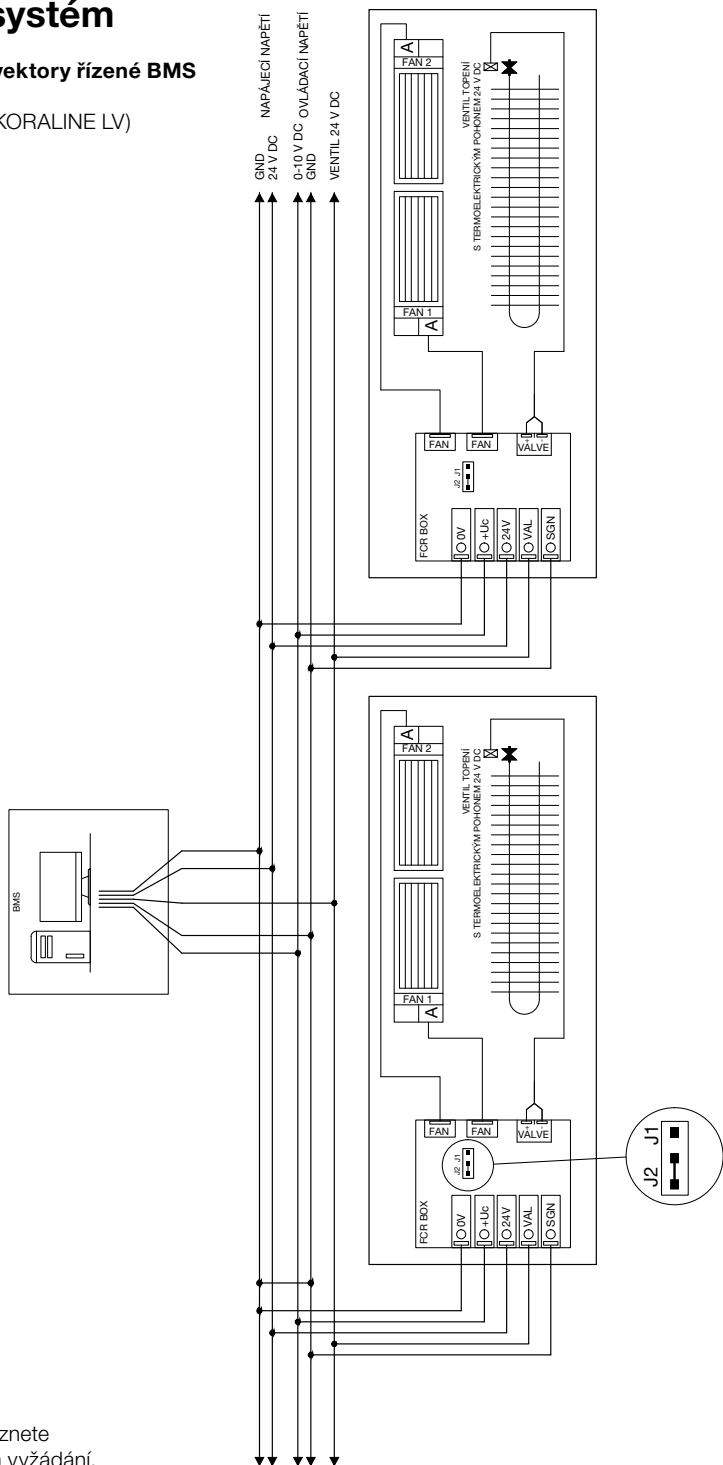 systém
vektory řízené BMS
KORALINE LV)
GND
24 V DC
NAPÁJECÍ NAPĚTÍ
0-10 V DC
GND
OVLÁDACÍ NAPĚTÍ
VENTIL 24 V DC
A
FAN 2
FAN 1
A
VENTIL TOPENÍ
S TERMOELEKTRICKÝM POHONEM 24 V DC
FAN
FAN
+ -
VALVE
J2 J1
FCR BOX
0V
+Uc
24V
VAL
SGN
BMS
A
FAN 2
FAN 1
A
VENTIL TOPENÍ
S TERMOELEKTRICKÝM POHONEM 24 V DC
FAN
FAN
+ -
VALVE
J2 J1
FCR BOX
0V
+Uc
24V
VAL
SGN
J2 J1
znete
vyžádání.